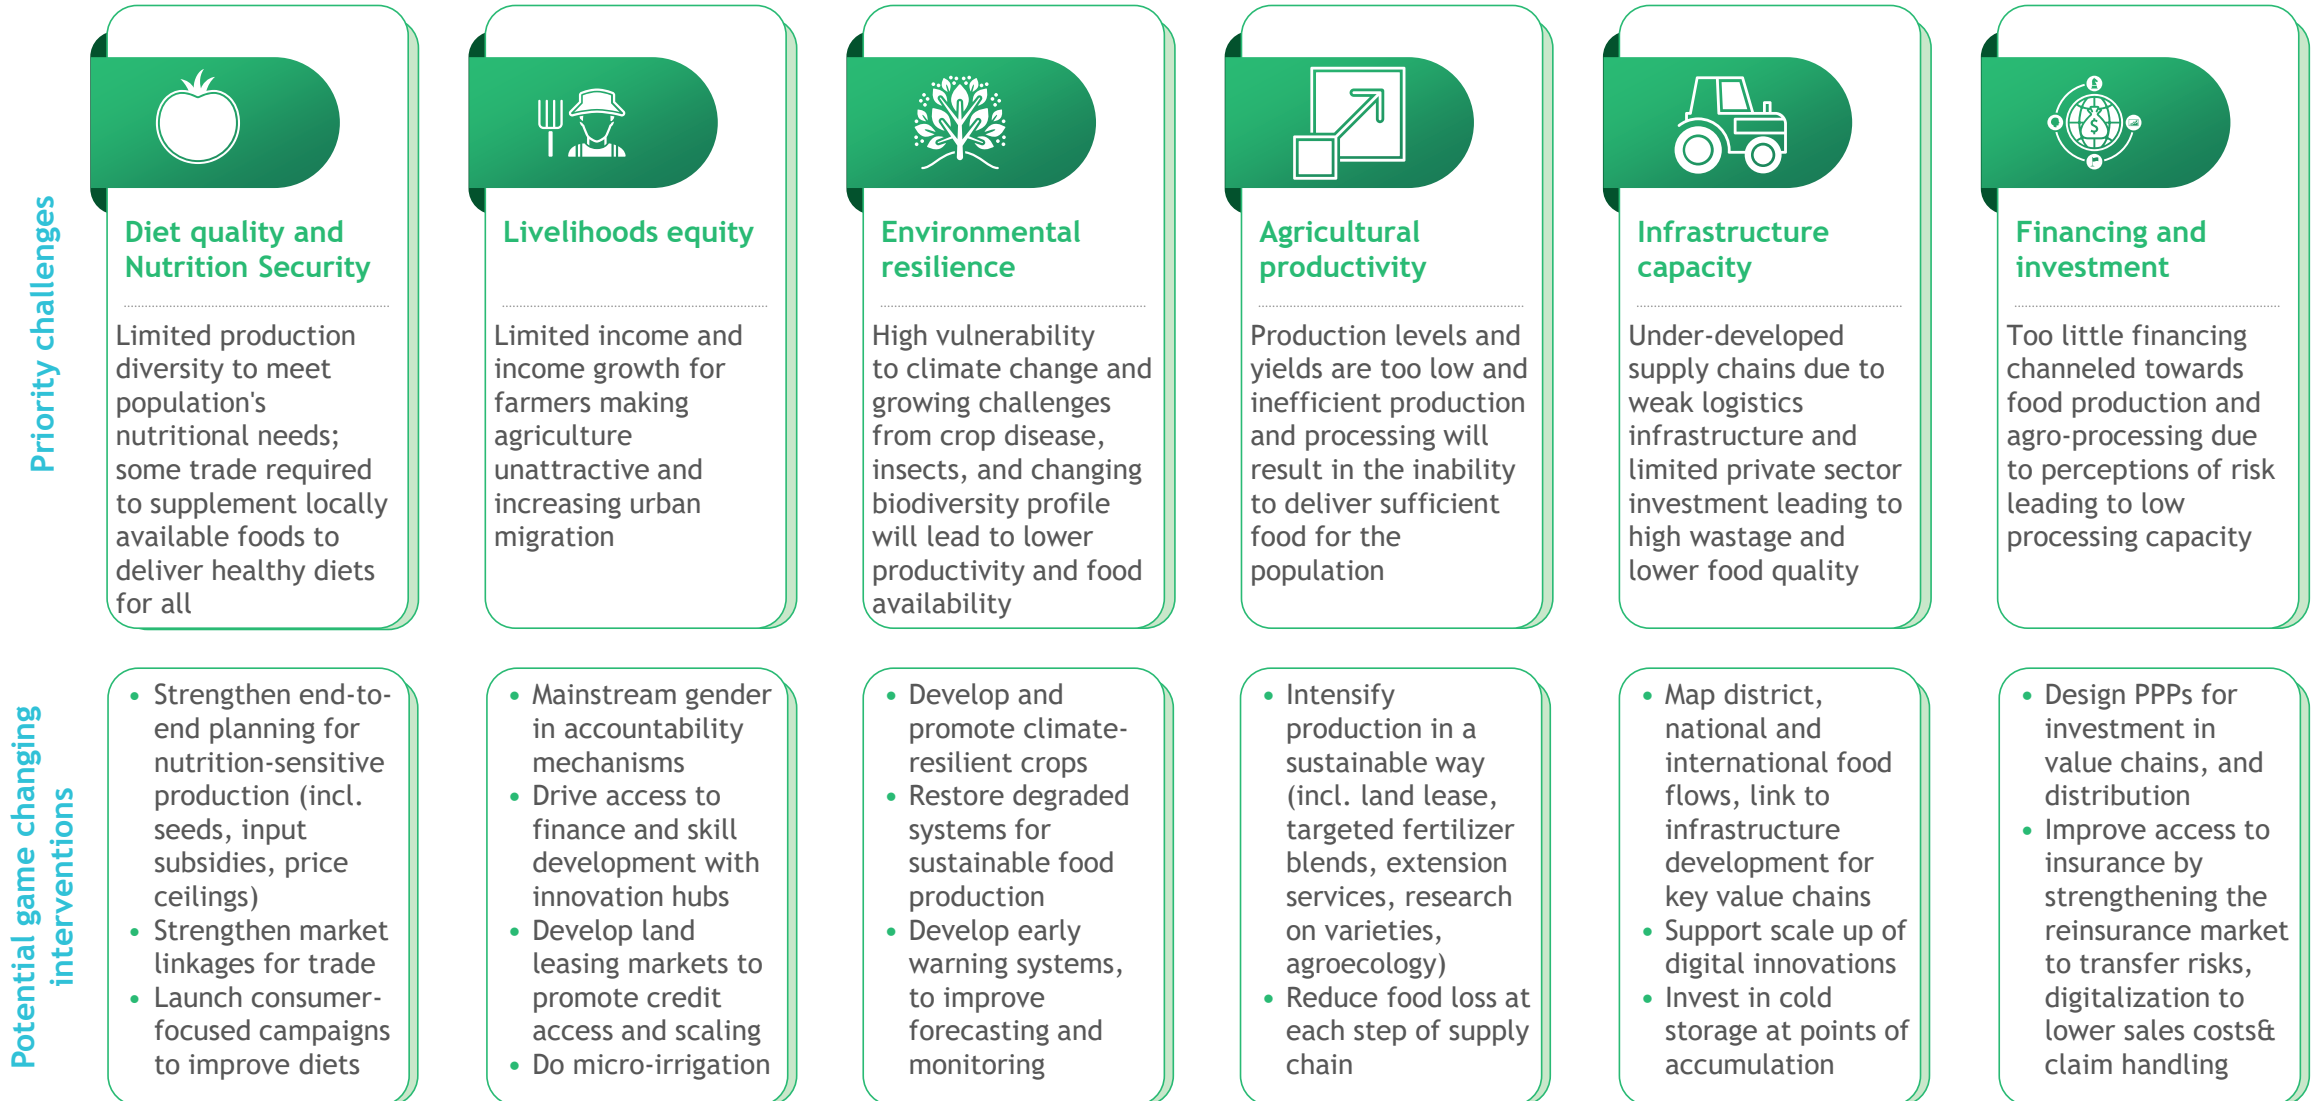 Priority challenges
Diet quality and
Nutrition Security
Limited production
diversity to meet
population's
nutritional needs;
some trade required
to supplement locally
available foods to
deliver healthy diets
for all
Livelihoods equity
Limited income and
income growth for
farmers making
agriculture
unattractive and
increasing urban
migration
Environmental
resilience
High vulnerability
to climate change and
growing challenges
from crop disease,
insects, and changing
biodiversity profile
will lead to lower
productivity and food
availability
Agricultural
productivity
Production levels and
yields are too low and
inefficient production
and processing will
result in the inability
to deliver sufficient
food for the
population
Infrastructure
capacity
Under-developed
supply chains due to
weak logistics
infrastructure and
limited private sector
investment leading to
high wastage and
lower food quality
Financing and
investment
Too little financing
channeled towards
food production and
agro-processing due
to perceptions of risk
leading to low
processing capacity
Potential game changing
interventions
• Strengthen end-to-
end planning for
nutrition-sensitive
production (incl.
seeds, input
subsidies, price
ceilings)
• Strengthen market
linkages for trade
• Launch consumer-
focused campaigns
to improve diets
• Mainstream gender
in accountability
mechanisms
• Drive access to
finance and skill
development with
innovation hubs
• Develop land
leasing markets to
promote credit
access and scaling
• Do micro-irrigation
• Develop and
promote climate-
resilient crops
• Restore degraded
systems for
sustainable food
production
• Develop early
warning systems,
to improve
forecasting and
monitoring
• Intensify
production in a
sustainable way
(incl. land lease,
targeted fertilizer
blends, extension
services, research
on varieties,
agroecology)
• Reduce food loss at
each step of supply
chain
• Map district,
national and
international food
flows, link to
infrastructure
development for
key value chains
• Support scale up of
digital innovations
• Invest in cold
storage at points of
accumulation
• Design PPPs for
investment in
value chains, and
distribution
• Improve access to
insurance by
strengthening the
reinsurance market
to transfer risks,
digitalization to
lower sales costs&
claim handling